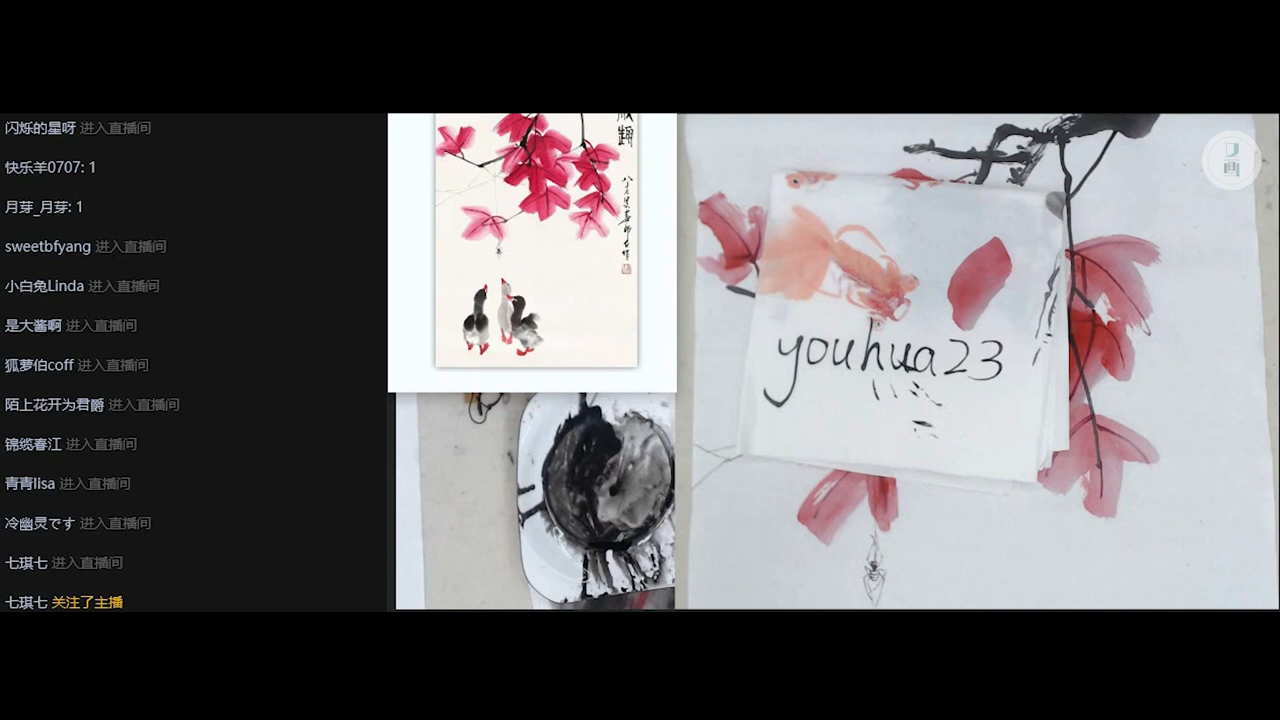 闪烁的星呀 进入直播间
快乐羊0707: 1
月芽_月芽: 1
sweetbfyang 进入直播间
小白兔Linda 进入直播间
是大酱啊 进入直播间
狐萝伯coff 进入直播间
陌上花开为君爵 进入直播间
锦缆春江 进入直播间
青青lisa 进入直播间
冷幽灵です 进入直播间
七琪七 进入直播间
七琪七 关注了主播
youhua23